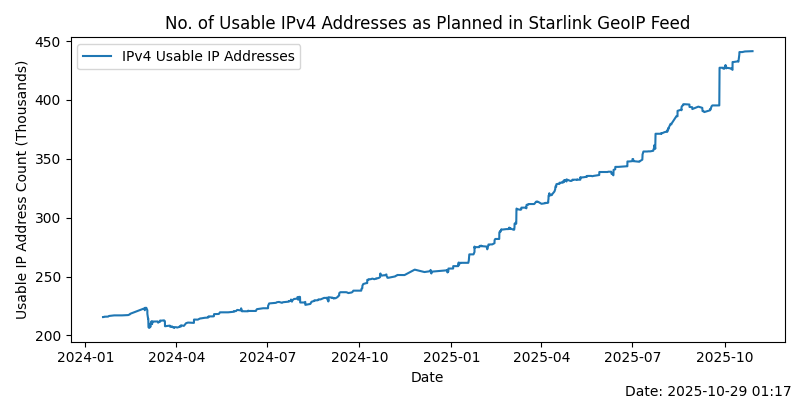 No. of Usable IPv4 Addresses as Planned in Starlink GeoIP Feed
IPv4 Usable IP Addresses
Usable IP Address Count (Thousands)
450
400
350
300
250
200
2024-01 2024-04 2024-07 2024-10 2025-01 2025-04 2025-07 2025-10
Date
Date: 2025-10-29 01:17